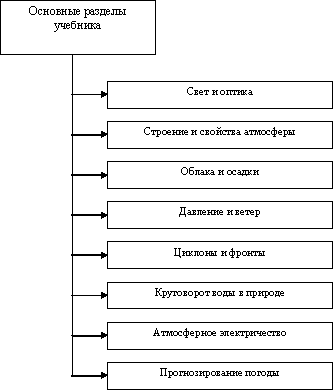 Основные разделы
учебника
Свет и оптика
Строение и свойства атмосферы
Облака и осадки
Давление и ветер
Циклоны и фронты
Круговорот воды в природе
Атмосферное электричество
Прогнозирование погоды